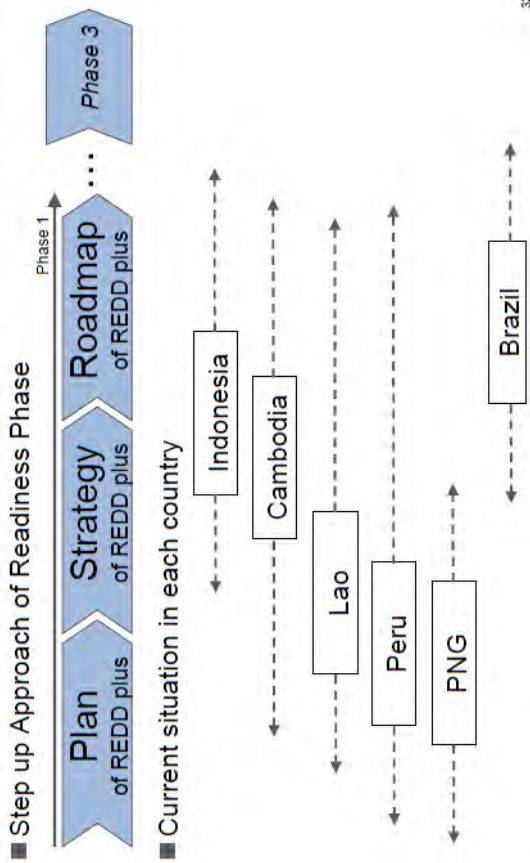 ■ Step up Approach of Readiness Phase
Phase 1
Plan
of REDD plus
Strategy
of REDD plus
Roadmap
of REDD plus
...
Phase 3
■ Current situation in each country
Indonesia
Cambodia
Lao
Peru
PNG
Brazil